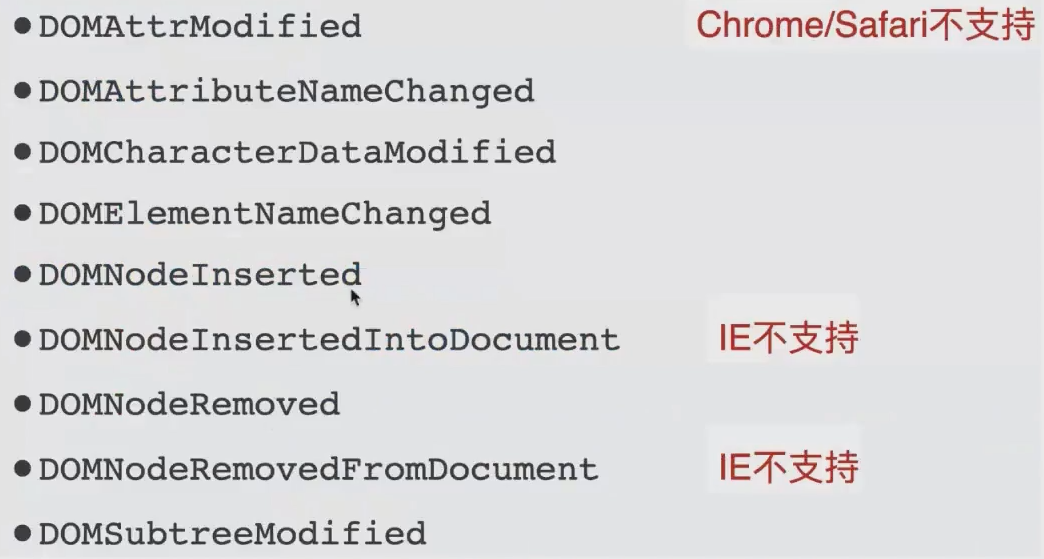 ●DOMAttrModified Chrome/Safari不支持
●DOMAttributeNameChanged
●DOMCharacterDataModified
●DOMElementNameChanged
●DOMNodeInserted
●DOMNodeInsertedIntoDocument IE不支持
●DOMNodeRemoved
●DOMNodeRemovedFromDocument IE不支持
●DOMSubtreeModified